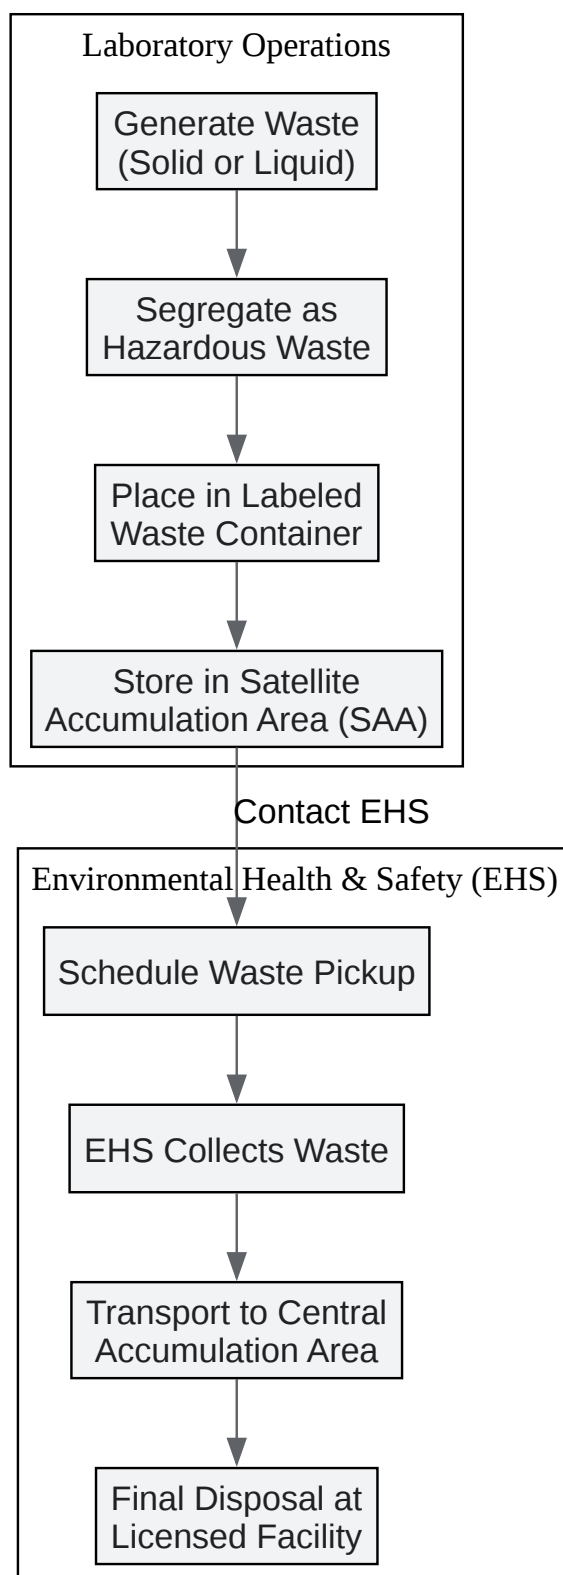 Laboratory Operations
Generate Waste
(Solid or Liquid)
Segregate as
Hazardous Waste
Place in Labeled
Waste Container
Store in Satellite
Accumulation Area (SAA)
Contact EHS
Environmental Health & Safety (EHS)
Schedule Waste Pickup
EHS Collects Waste
Transport to Central
Accumulation Area
Final Disposal at
Licensed Facility